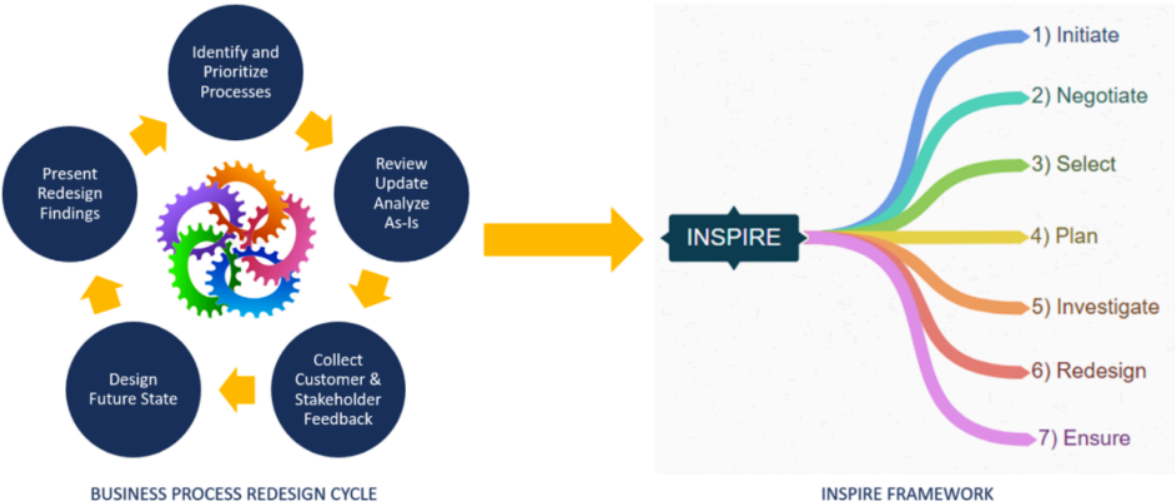 Identify and
Prioritize
Processes
Review
Update
Analyze
As-Is
Collect
Customer &
Stakeholder
Feedback
Design
Future State
Present
Redesign
Findings
BUSINESS PROCESS REDESIGN CYCLE
INSPIRE
1) Initiate
2) Negotiate
3) Select
4) Plan
5) Investigate
6) Redesign
7) Ensure
INSPIRE FRAMEWORK